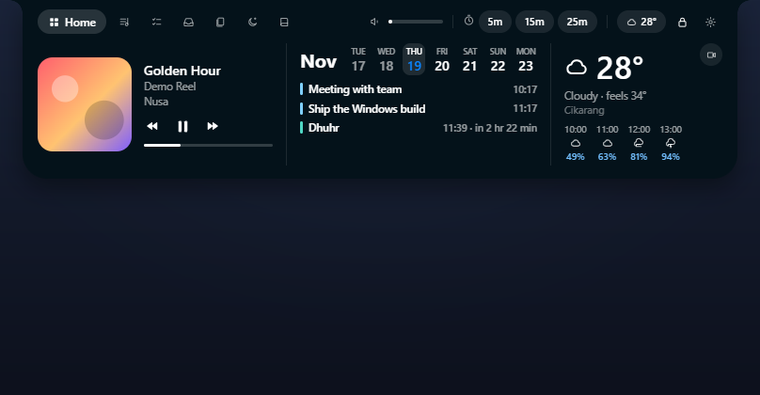 Home
5m 15m 25m
28°
Golden Hour
Demo Reel
Nusa
Nov
TUE WED THU FRI SAT SUN MON
17 18 19 20 21 22 23
Meeting with team 10:17
Ship the Windows build 11:17
Dhuhr 11:39 · in 2 hr 22 min
28°
Cloudy · feels 34°
Cikarang
10:00 11:00 12:00 13:00
49% 63% 81% 94%